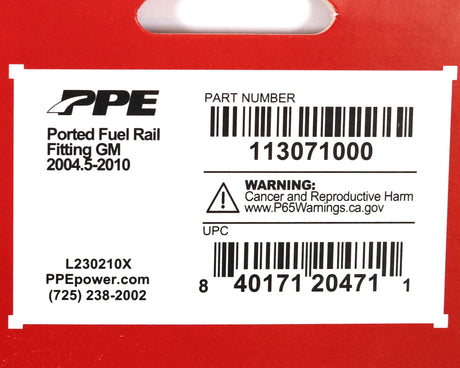 PPE
Ported Fuel Rail
Fitting GM
2004.5-2010
L230210X
PPEpower.com
(725) 238-2002
PART NUMBER
113071000
WARNING:
Cancer and Reproductive Harm
www.P65Warnings.ca.gov
UPC
8 40171 20471 1